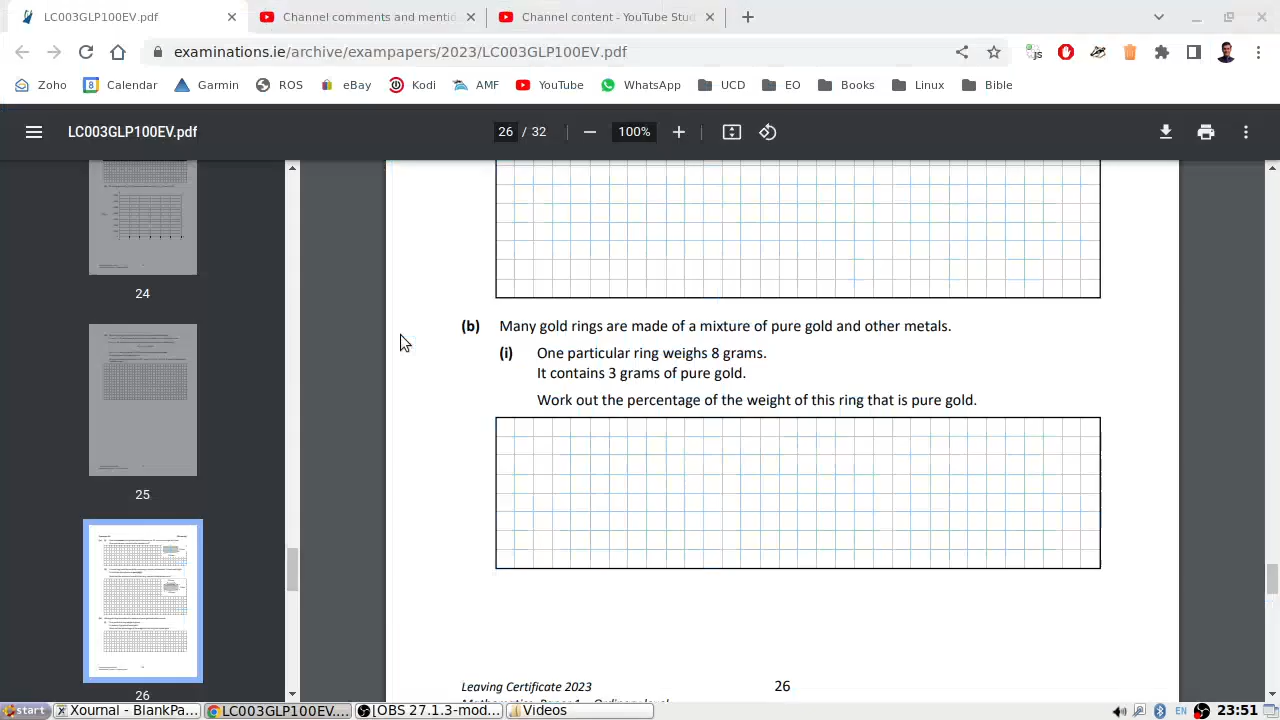 LC003GLP100EV.pdf
Channel comments and mentio
Channel content - YouTube Stud
examinations.ie/archive/exampapers/2023/LC003GLP100EV.pdf
Zoho
Calendar
Garmin
ROS
eBay
Kodi
AMF
YouTube
WhatsApp
UCD
EO
Books
Linux
Bible
LC003GLP100EV.pdf
26 / 32
100%
24
25
26
(b) Many gold rings are made of a mixture of pure gold and other metals.
(i) One particular ring weighs 8 grams.
It contains 3 grams of pure gold.
Work out the percentage of the weight of this ring that is pure gold.
Leaving Certificate 2023
26
start
Xournal - BlankPa...
LC003GLP100EV....
[OBS 27.1.3-mod...
Videos
EN
23:51